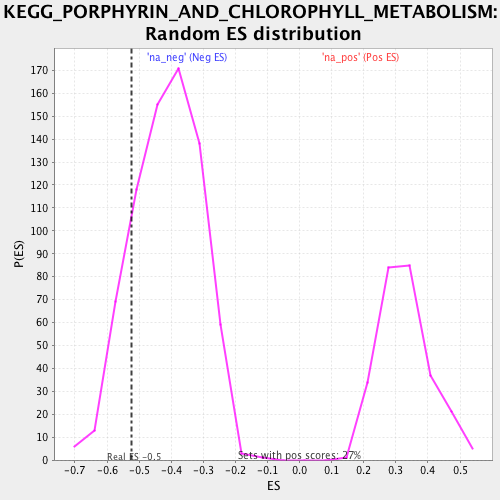 KEGG_PORPHYRIN_AND_CHLOROPHYLL_METABOLISM:
Random ES distribution
'na_neg' (Neg ES)
'na_pos' (Pos ES)
170
160
150
140
130
120
110
100
90
80
70
60
50
40
30
20
10
0
P(ES)
Real ES -0.5
Sets with pos scores: 27%
-0.7 -0.6 -0.5 -0.4 -0.3 -0.2 -0.1 0.0 0.1 0.2 0.3 0.4 0.5
ES